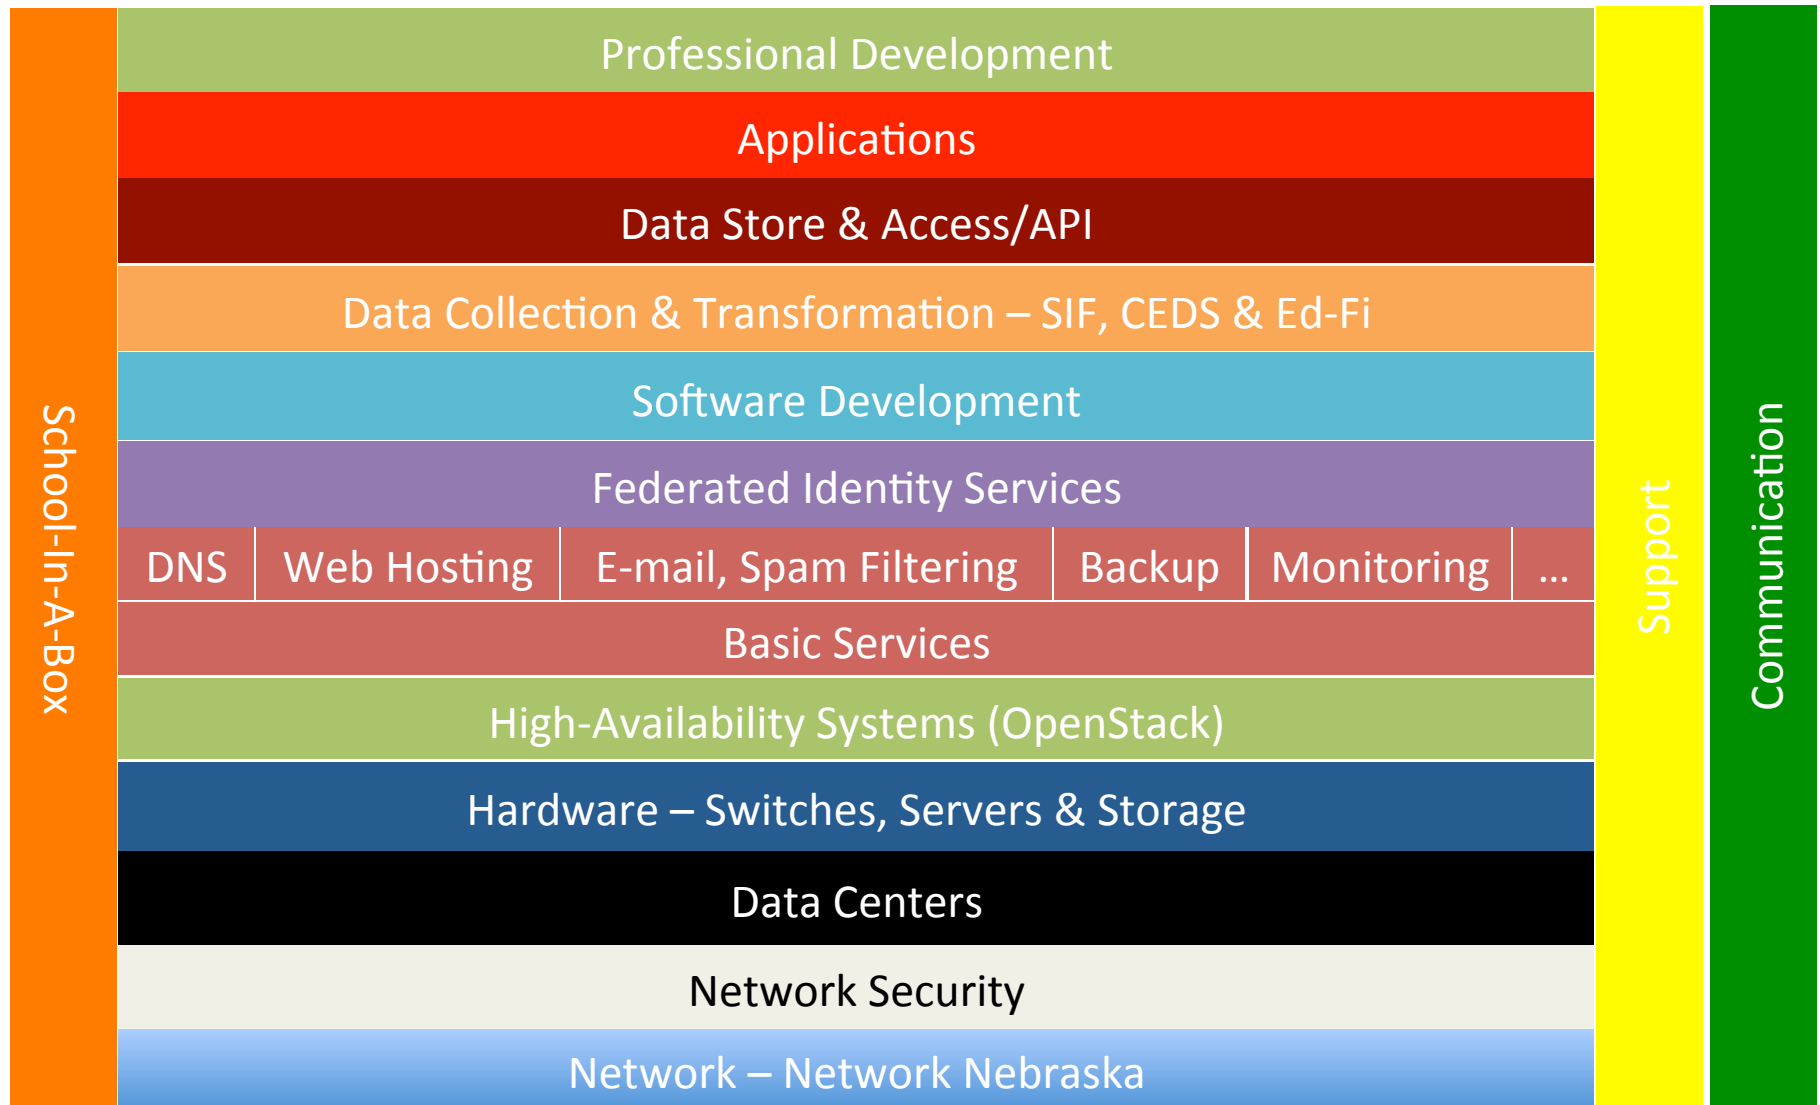 Professional Development
Applications
Data Store & Access/API
Data Collection & Transformation – SIF, CEDS & Ed-Fi
Software Development
Federated Identity Services
DNS
Web Hosting
E-mail, Spam Filtering
Backup
Monitoring
...
Basic Services
High-Availability Systems (OpenStack)
Hardware – Switches, Servers & Storage
Data Centers
Network Security
Network – Network Nebraska
School-In-A-Box
Support
Communication